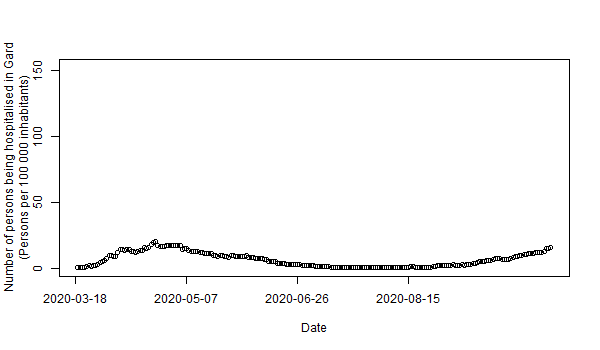 Number of persons being hospitalised in Gard
(Persons per 100 000 inhabitants)
150
100
50
0
2020-03-18 2020-05-07 2020-06-26 2020-08-15
Date